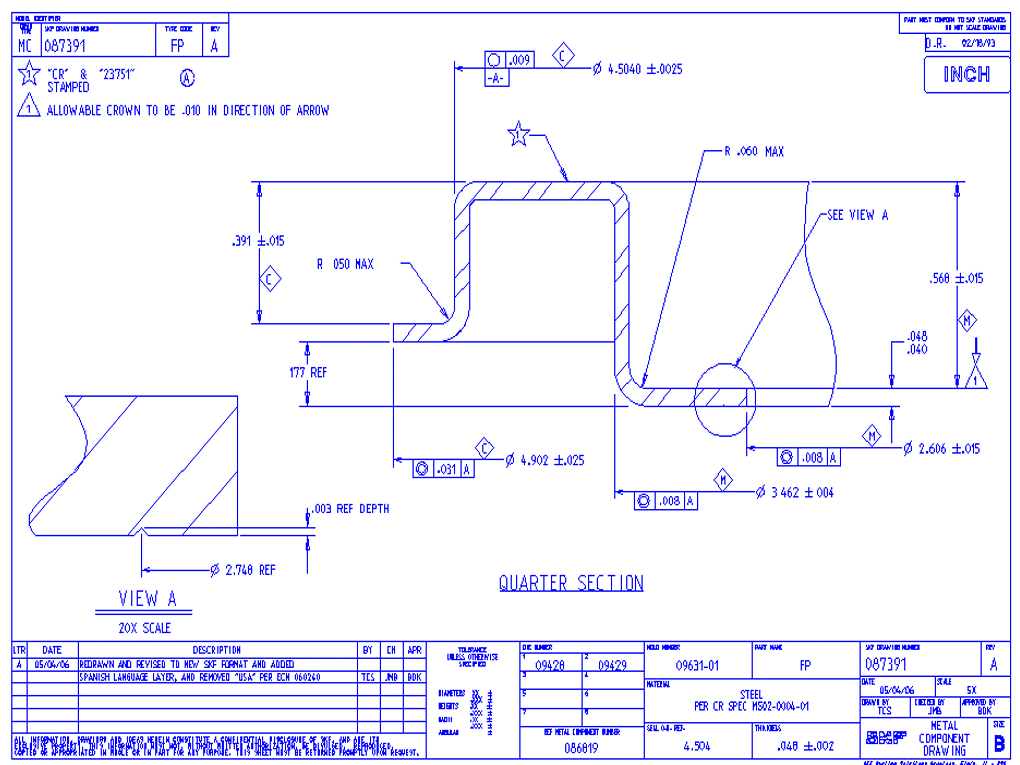 MODEL IDENTIFIER
SKF DRAWING NUMBER
TYPE CODE
REV
MC 087391 FP A
PART MUST CONFORM TO SKF STANDARDS
DO NOT SCALE DRAWING
D.R. 02/18/93
INCH
1 "CR" & "23751" A
STAMPED
1 ALLOWABLE CROWN TO BE .010 IN DIRECTION OF ARROW
.009 C
-A-
Ø 4.5040 ±.0025
1
R .060 MAX
SEE VIEW A
.391 ±.015
C
R 050 MAX
.568 ±.015
M
.048
.040
1
177 REF
M
Ø 2.606 ±.015
.008 A
C
Ø 4.902 ±.025
.031 A
M
Ø 3 462 ± 004
.008 A
.003 REF DEPTH
Ø 2.748 REF
VIEW A
20X SCALE
QUARTER SECTION
LTR DATE DESCRIPTION BY CH APR
A 05/04/06 REDRAWN AND REVISED TO NEW SKF FORMAT AND ADDED
SPANISH LANGUAGE LAYER, AND REMOVED "USA" PER ECN 060240 TCS JMB BDK
TOLERANCE
UNLESS OTHERWISE
SPECIFIED
DIAMETERS
HEIGHTS
RADII
ANGULAR
DIE NUMBER
1 09428 2 09429
3 4
5 6
7 8
REF METAL COMPONENT NUMBER
086819
MOLD NUMBER
09631-01
PART NAME
FP
MATERIAL
STEEL
PER CR SPEC MS02-0004-01
SEAL O.D. REF.
4.504
THICKNESS
.048 ±.002
SKF DRAWING NUMBER
087391
REV
A
DATE
05/04/06
SCALE
5X
DRAWN BY
TCS
CHECKED BY
JMB
APPROVED BY
BDK
SKF
METAL
COMPONENT
DRAWING
SIZE
B
ALL INFORMATION, DRAWINGS AND IDEAS HEREIN CONSTITUTE A CONFIDENTIAL DISCLOSURE OF SKF, AND ARE ITS
EXCLUSIVE PROPERTY. THIS INFORMATION MUST NOT, WITHOUT WRITTEN AUTHORIZATION, BE DIVULGED, REPRODUCED,
COPIED OR APPROPRIATED IN WHOLE OR IN PART FOR ANY PURPOSE. THIS SHEET MUST BE RETURNED PROMPTLY UPON REQUEST.